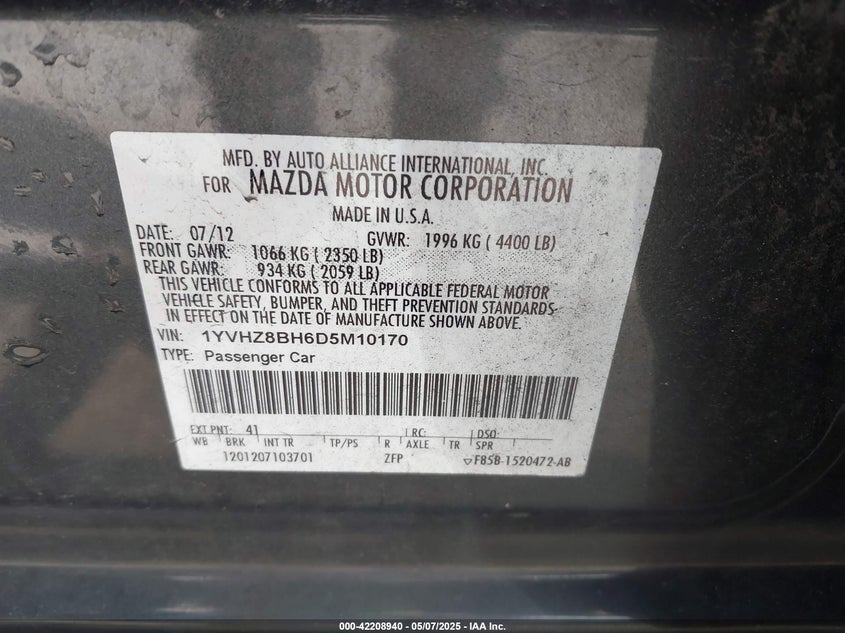 MFD. BY AUTO ALLIANCE INTERNATIONAL, INC.
FOR MAZDA MOTOR CORPORATION
MADE IN U.S.A.
DATE: 07/12 GVWR: 1996 KG ( 4400 LB)
FRONT GAWR: 1066 KG ( 2350 LB)
REAR GAWR: 934 KG ( 2059 LB)
THIS VEHICLE CONFORMS TO ALL APPLICABLE FEDERAL MOTOR
VEHICLE SAFETY, BUMPER, AND THEFT PREVENTION STANDARDS
IN EFFECT ON THE DATE OF MANUFACTURE SHOWN ABOVE.
VIN: 1YVHZ8BH6D5M10170
TYPE: Passenger Car
EXT PNT: 41 RC: DSO:
WB BRK INT TR TP/PS R AXLE TR SPR
1201207103701 ZFP F85B-1520472-AB
000-42208940 - 05/07/2025 - IAA Inc.